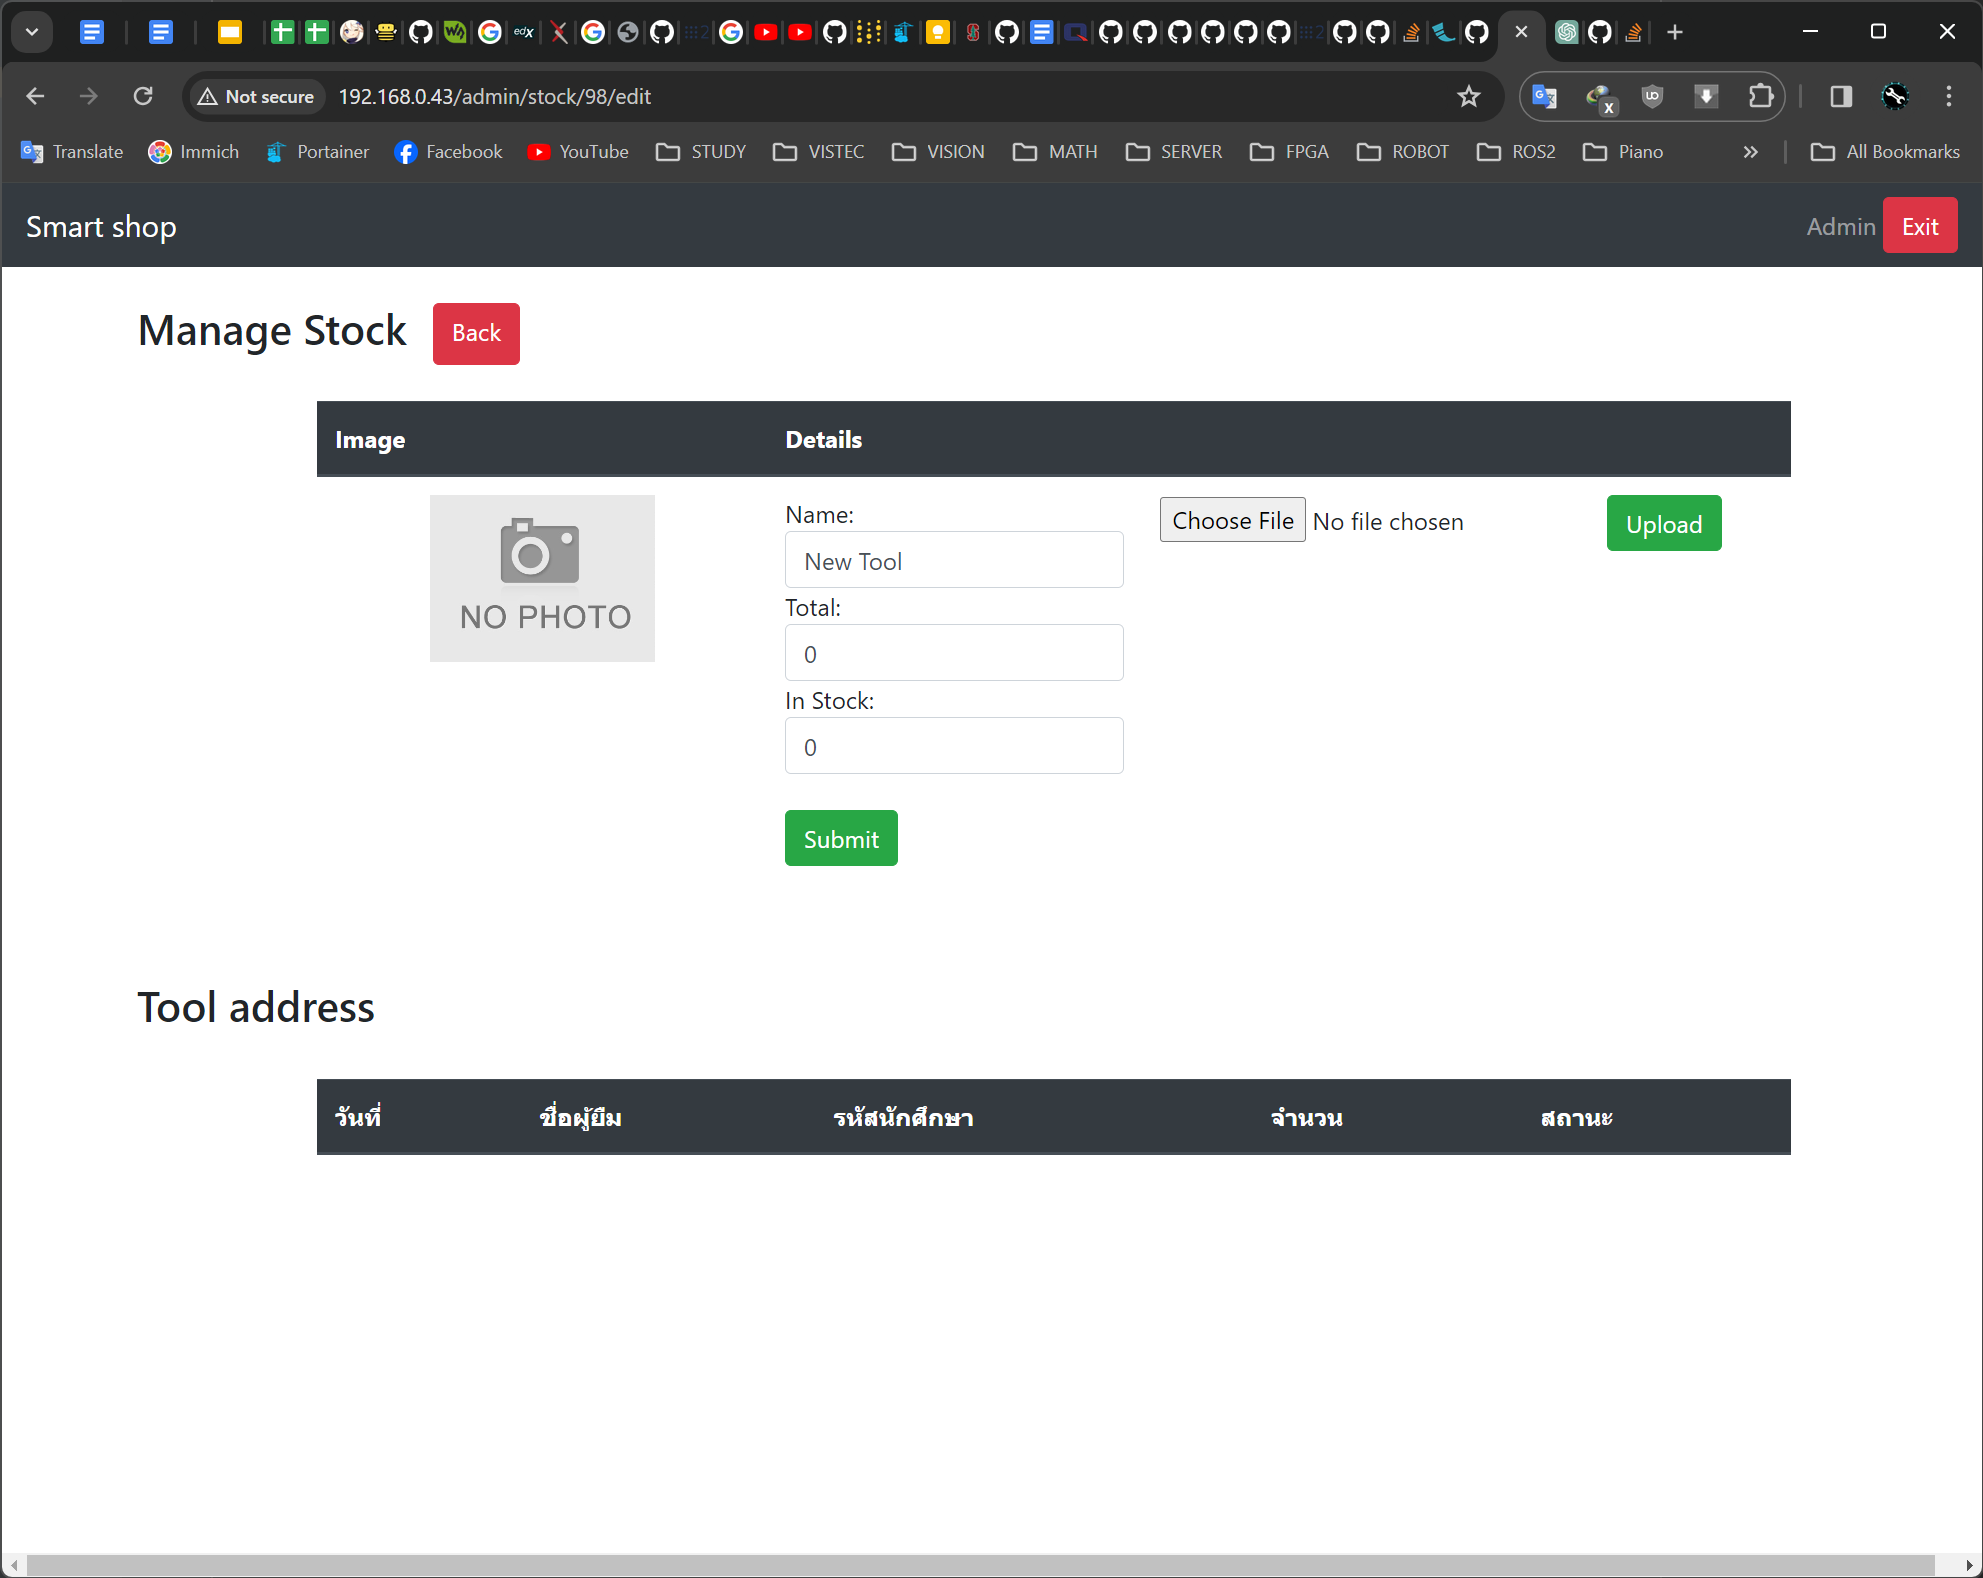 Not secure
192.168.0.43/admin/stock/98/edit
Translate Immich Portainer Facebook YouTube STUDY VISTEC VISION MATH SERVER FPGA ROBOT ROS2 Piano All Bookmarks
Smart shop Admin Exit
Manage Stock Back
Image Details
NO PHOTO
Name:
Choose File No file chosen Upload
New Tool
Total:
0
In Stock:
0
Submit
Tool address
วันที่ ชื่อผู้ยืม รหัสนักศึกษา จำนวน สถานะ